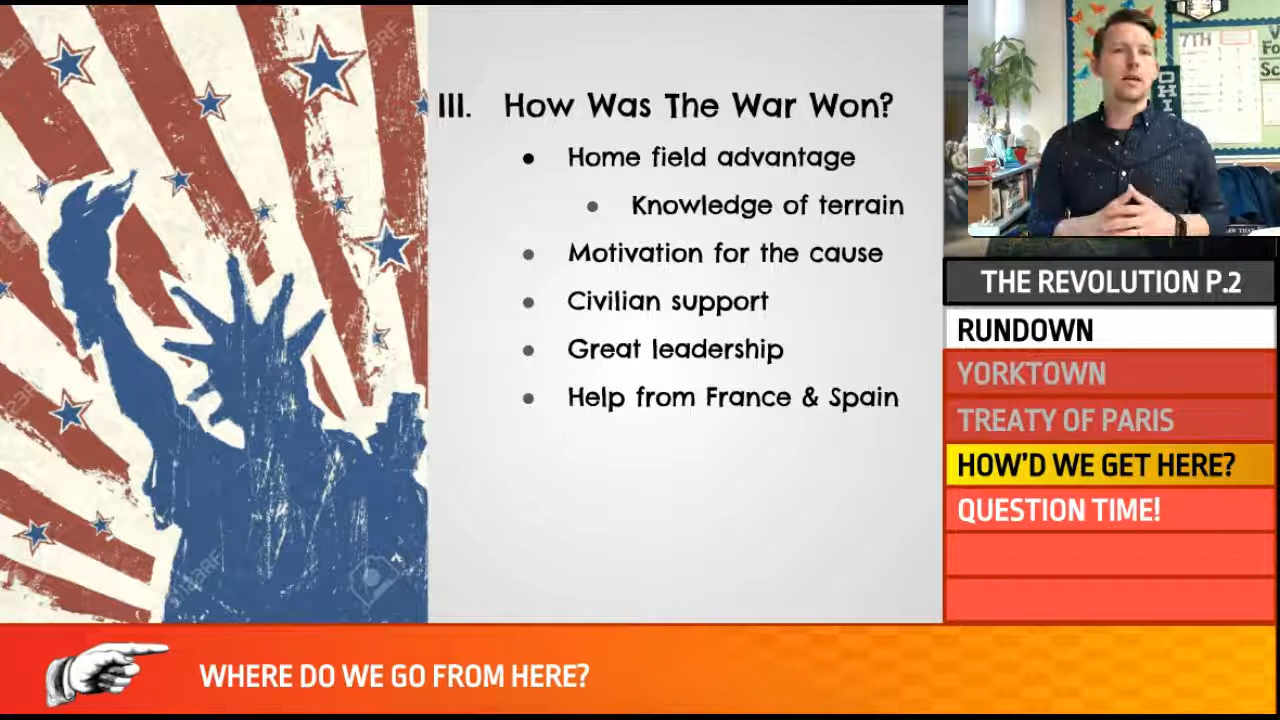 III. How Was The War Won?
● Home field advantage
● Knowledge of terrain
● Motivation for the cause
● Civilian support
● Great leadership
● Help from France & Spain
7TH
THE REVOLUTION P.2
RUNDOWN
YORKTOWN
TREATY OF PARIS
HOW'D WE GET HERE?
QUESTION TIME!
WHERE DO WE GO FROM HERE?